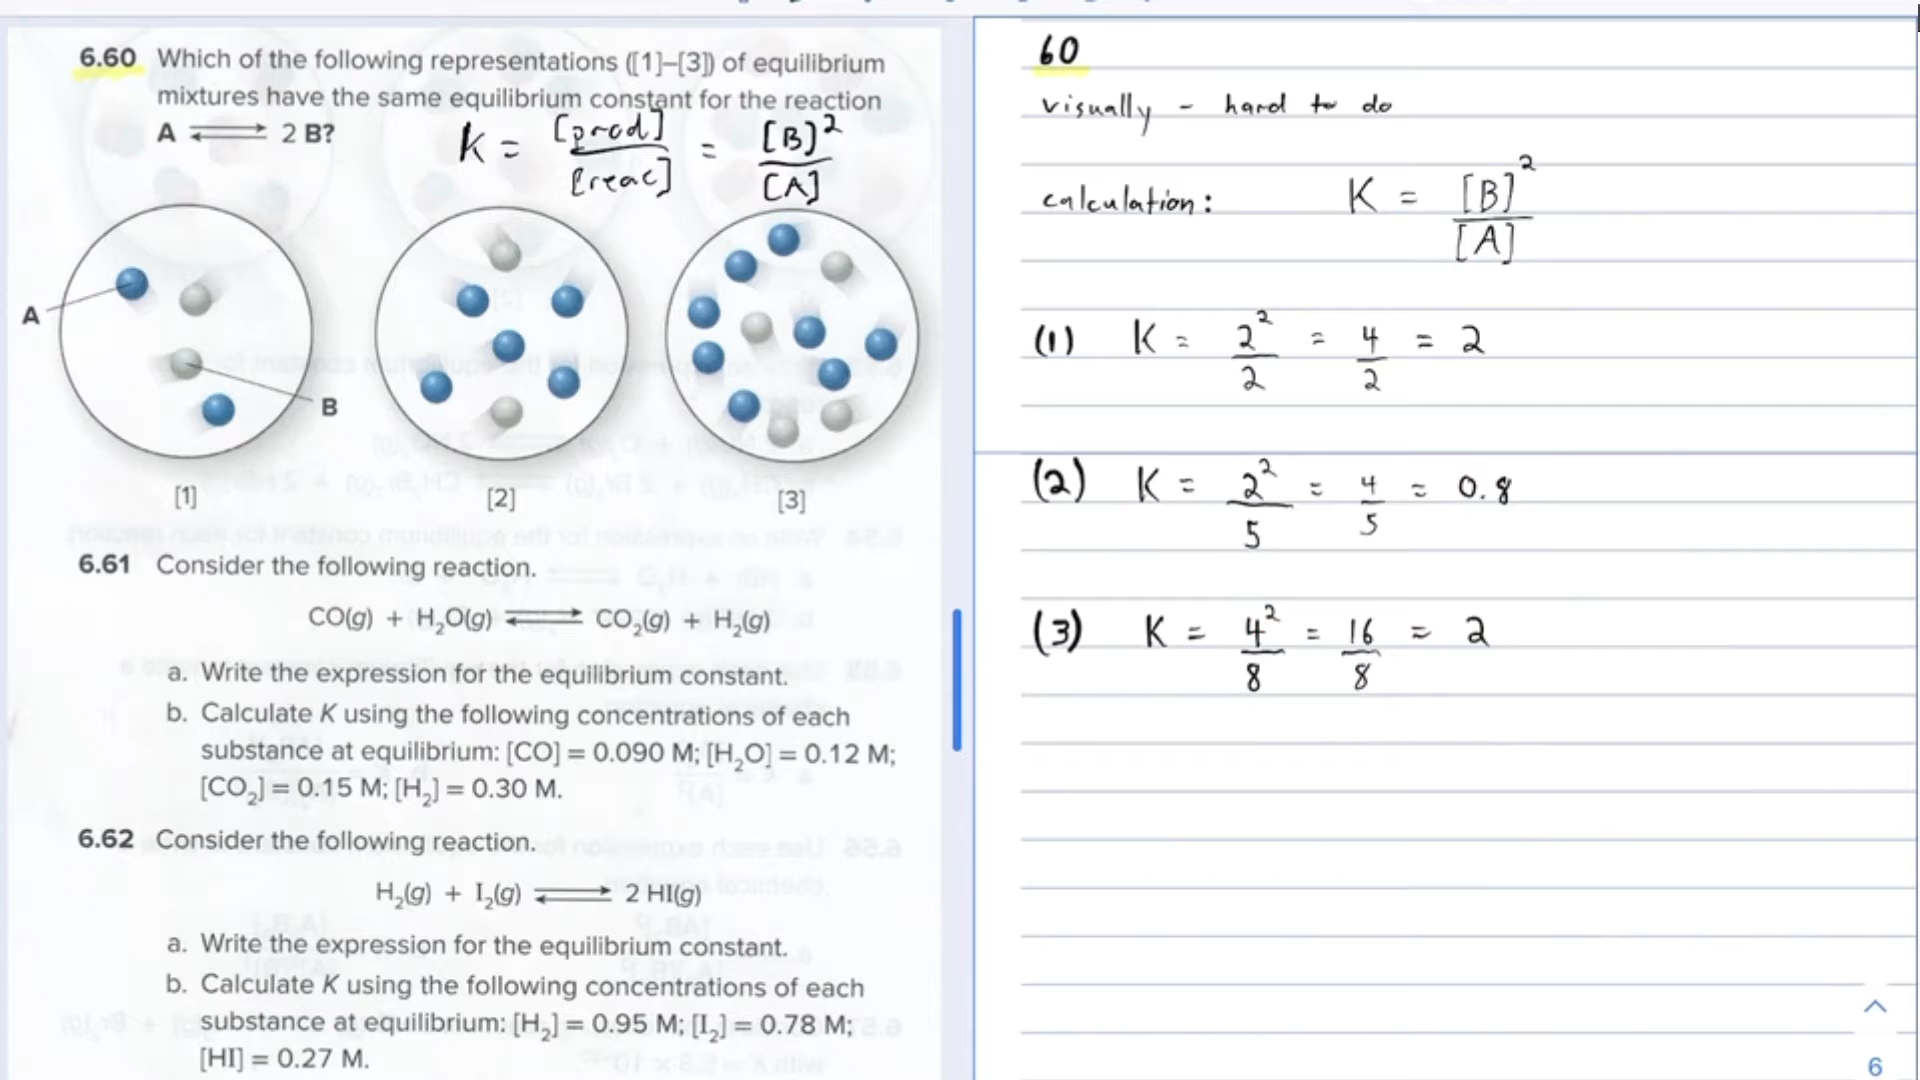 6.60 Which of the following representations ([1]–[3]) of equilibrium
mixtures have the same equilibrium constant for the reaction
A ⇌ 2 B?
K = [prod]/[reac] = [B]²/[A]
A
B
[1] [2] [3]
6.61 Consider the following reaction.
CO(g) + H₂O(g) ⇌ CO₂(g) + H₂(g)
a. Write the expression for the equilibrium constant.
b. Calculate K using the following concentrations of each
substance at equilibrium: [CO] = 0.090 M; [H₂O] = 0.12 M;
[CO₂] = 0.15 M; [H₂] = 0.30 M.
6.62 Consider the following reaction.
H₂(g) + I₂(g) ⇌ 2 HI(g)
a. Write the expression for the equilibrium constant.
b. Calculate K using the following concentrations of each
substance at equilibrium: [H₂] = 0.95 M; [I₂] = 0.78 M;
[HI] = 0.27 M.
60
visually - hard to do
calculation: K = [B]²/[A]
(1) K = 2²/2 = 4/2 = 2
(2) K = 2²/5 = 4/5 = 0.8
(3) K = 4²/8 = 16/8 = 2
6